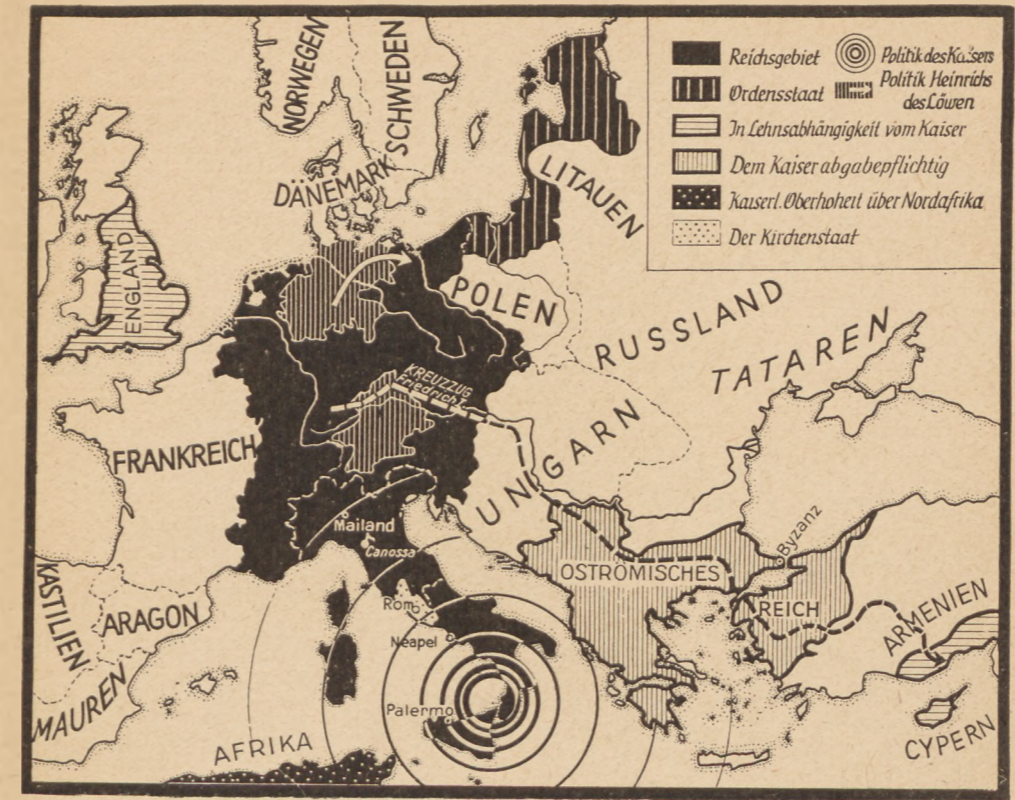 NORWEGEN
SCHWEDEN
DÄNEMARK
LITAUEN
ENGLAND
POLEN
RUSSLAND
TATAREN
KREUZZUG
Friedrich I.
FRANKREICH
UNGARN
Mailand
Canossa
Byzanz
OSTRÖMISCHES
REICH
KASTILIEN
ARAGON
Rom
Neapel
ARMENIEN
MAUREN
Palermo
AFRIKA
CYPERN
Reichsgebiet
Politik des Kaisers
Ordensstaat
Politik Heinrichs
des Löwen
In Lehnsabhängigkeit vom Kaiser
Dem Kaiser abgabepflichtig
Kaiserl. Oberhoheit über Nordafrika
Der Kirchenstaat